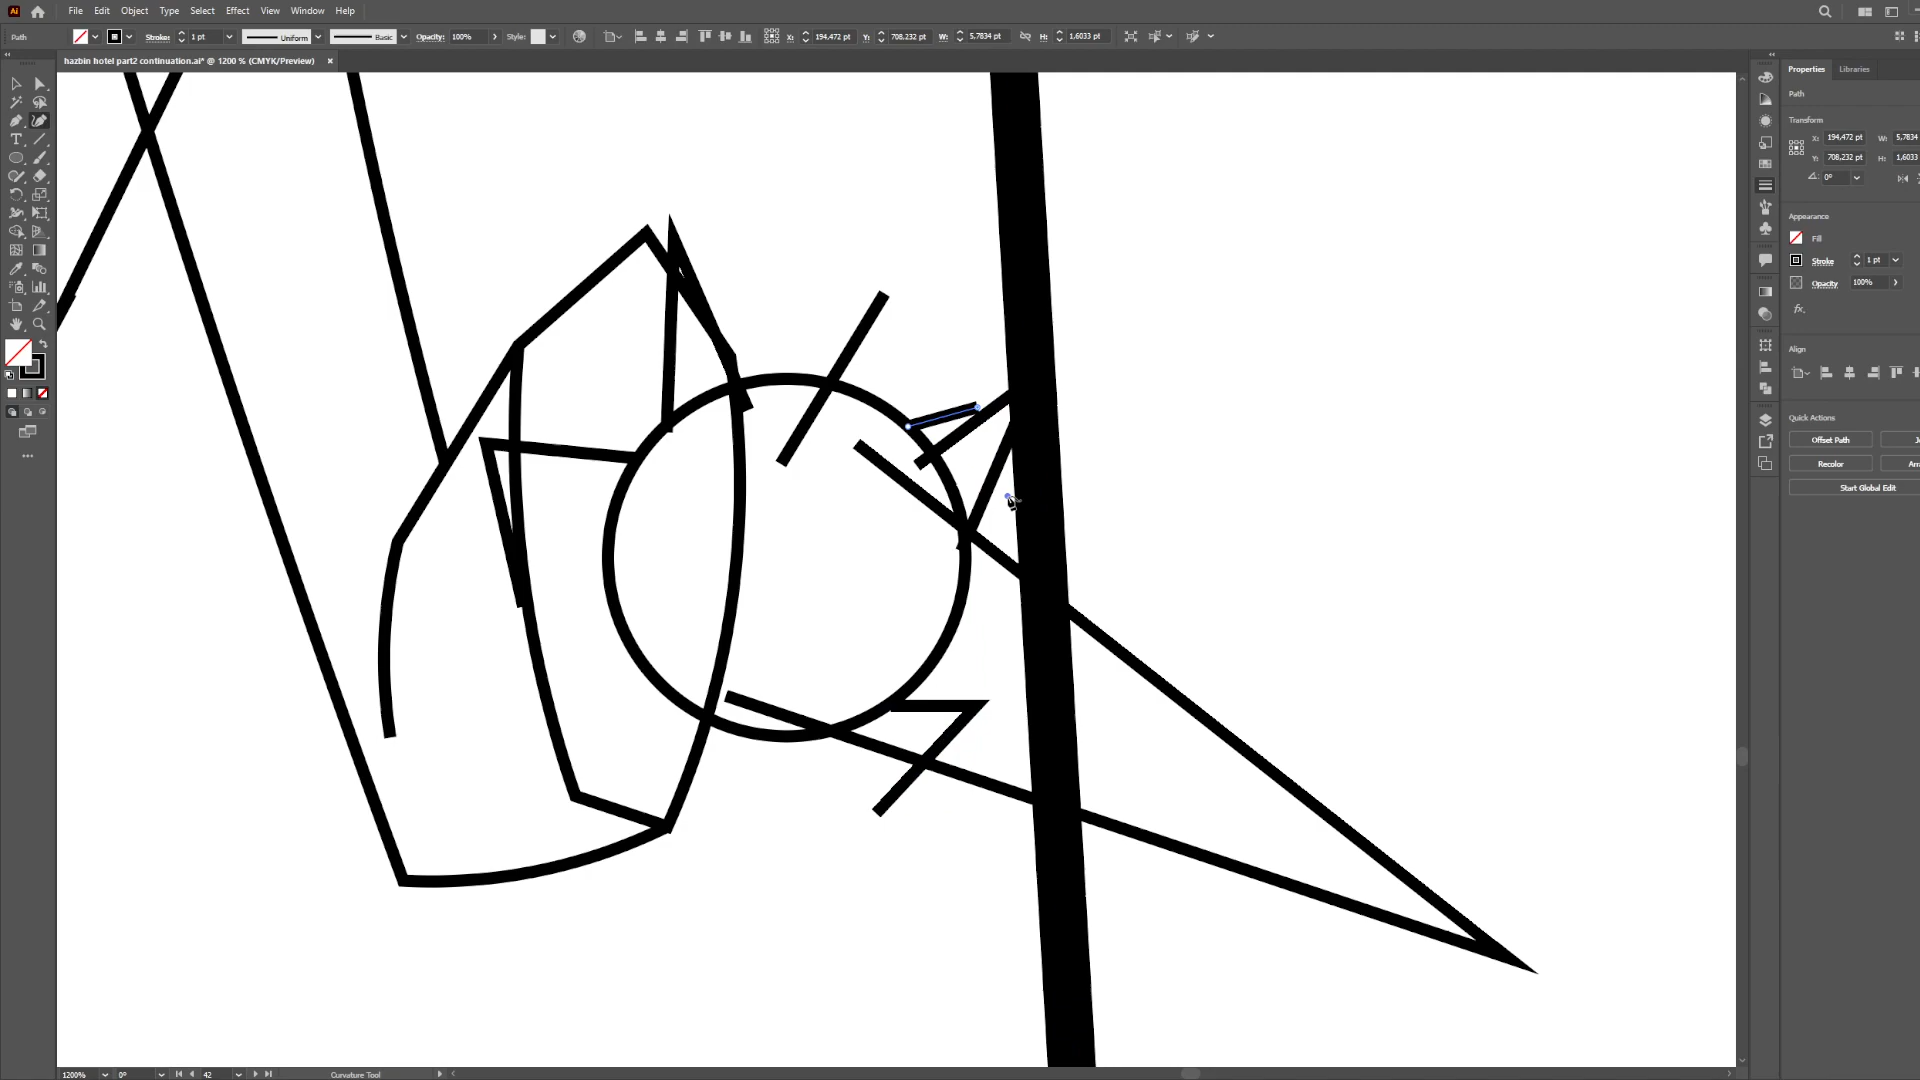 Ai File Edit Object Type Select Effect View Window Help
Path Stroke: 1 pt Uniform Basic Opacity: 100% Style: X: 194,472 pt Y: 708,232 pt W: 5,7834 pt H: 1,6033 pt
hazbin hotel part2 continuation.ai* @ 1200 % (CMYK/Preview) ×
Properties Libraries
Path
Transform
X: 194,472 pt W: 5,7834
Y: 708,232 pt H: 1,6033
0°
Appearance
Fill
Stroke 1 pt
Opacity 100%
fx.
Align
Quick Actions
Offset Path
Recolor
Start Global Edit
1200% 0° 42 Curvature Tool